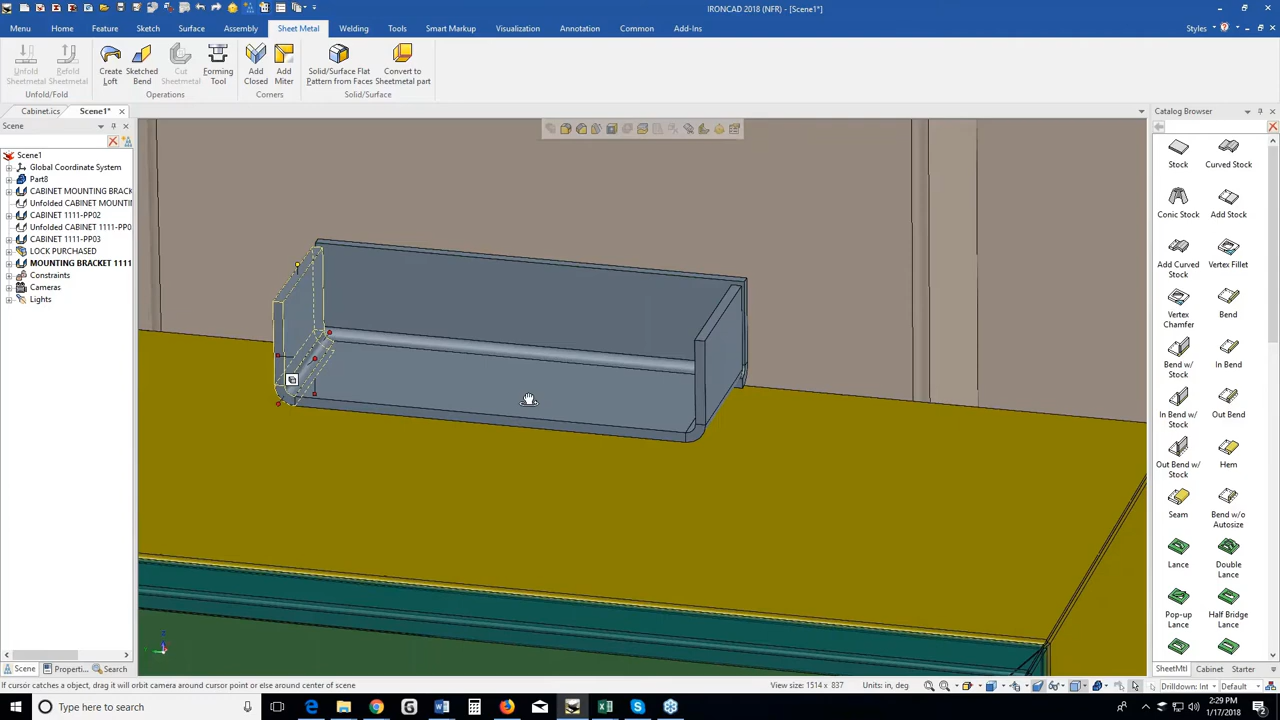 IRONCAD 2018 (NFR) - [Scene1*]
Menu Home Feature Sketch Surface Assembly Sheet Metal Welding Tools Smart Markup Visualization Annotation Common Add-Ins Styles
Unfold Sheetmetal Refold Sheetmetal Create Loft Sketched Bend Cut Sheetmetal Forming Tool Add Closed Add Miter Solid/Surface Flat Pattern from Faces Convert to Sheetmetal part
Unfold/Fold Operations Corners Solid/Surface
Cabinet.ics Scene1* x
Scene
Catalog Browser
Scene1
Global Coordinate System
Part8
CABINET MOUNTING BRACK
Unfolded CABINET MOUNTI
CABINET 1111-PP02
Unfolded CABINET 1111-PP0
CABINET 1111-PP03
LOCK PURCHASED
MOUNTING BRACKET 1111
Constraints
Cameras
Lights
Stock Curved Stock
Conic Stock Add Stock
Add Curved Stock Vertex Fillet
Vertex Chamfer Bend
Bend w/ Stock In Bend
In Bend w/ Stock Out Bend
Out Bend w/ Stock Hem
Seam Bend w/o Autosize
Lance Double Lance
Pop-up Lance Half Bridge Lance
Scene Properti... Search
SheetMtl Cabinet Starter
If cursor catches a object, drag it will orbit camera around cursor point or else around center of scene
View size: 1514 x 837 Units: in, deg
Drilldown: Int Default
Type here to search
2:29 PM
1/17/2018